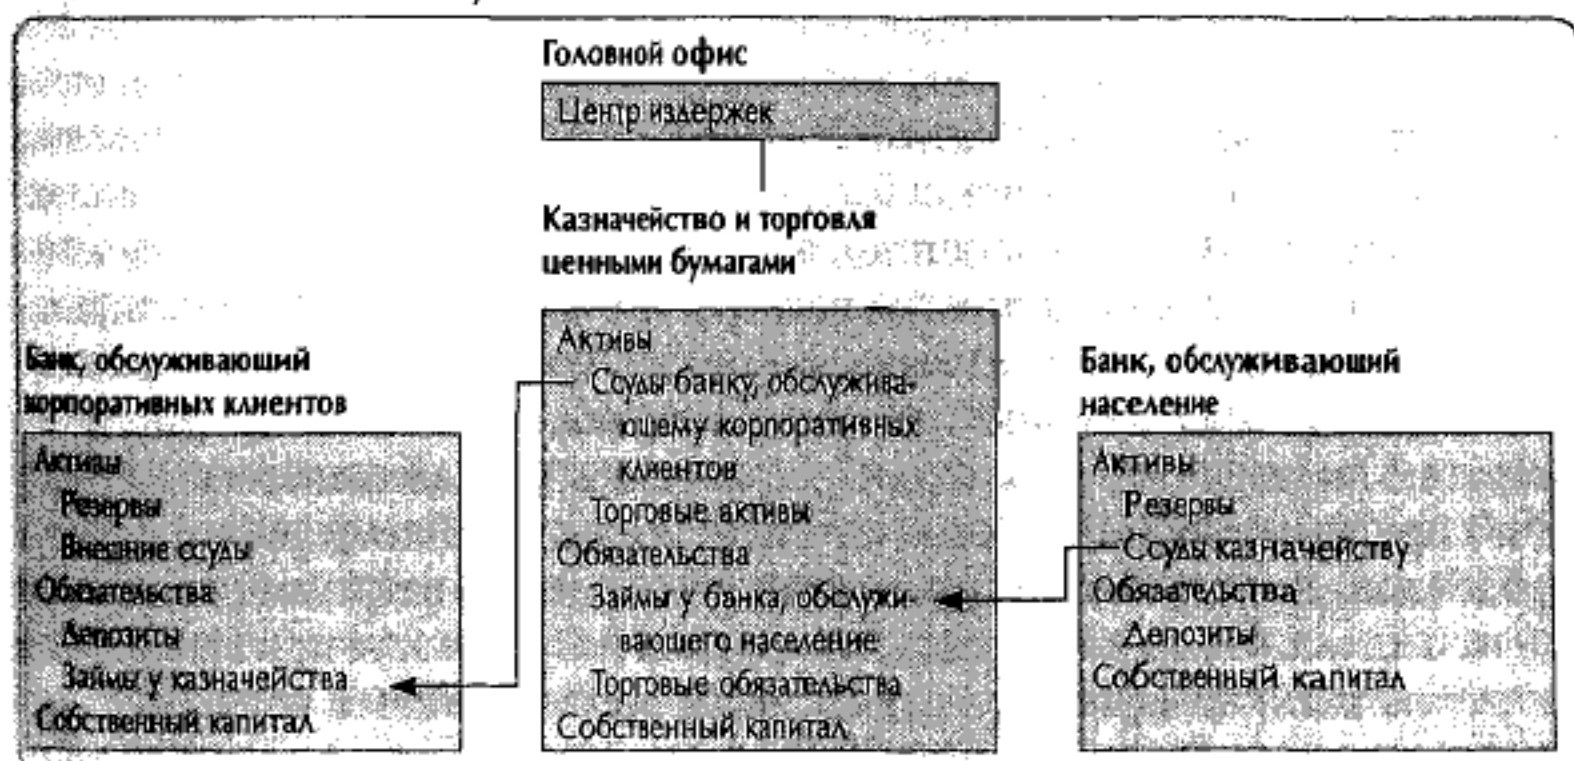 Головной офис
Центр издержек
Казначейство и торговля
ценными бумагами
Активы
Ссуды банку, обслужива-
ющему корпоративных
клиентов
Торговые активы
Обязательства
Займы у банка, обслужи-
вающего население
Торговые обязательства
Собственный капитал
Банк, обслуживающий
корпоративных клиентов
Активы
Резервы
Внешние ссуды
Обязательства
Депозиты
Займы у казначейства
Собственный капитал
Банк, обслуживающий
население
Активы
Резервы
Ссуды казначейству
Обязательства
Депозиты
Собственный капитал